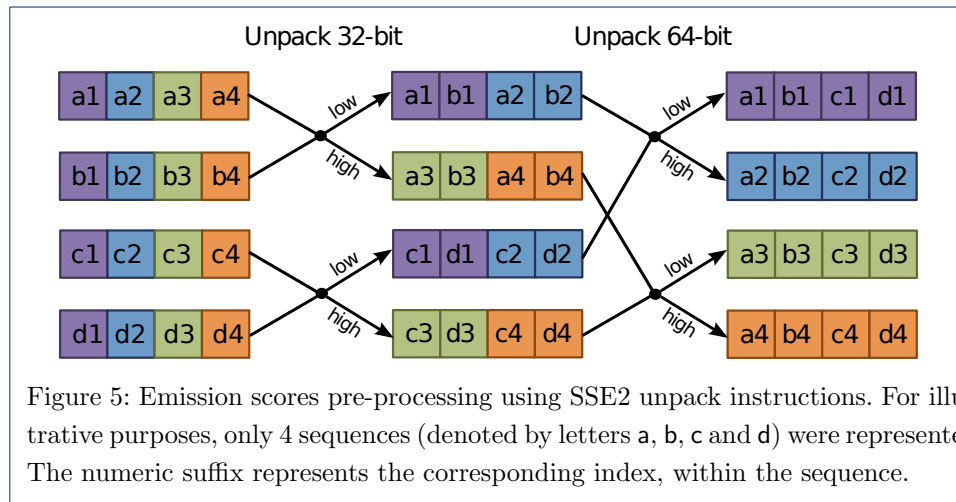 Unpack 32-bit Unpack 64-bit
a1 a2 a3 a4 low a1 b1 a2 b2 low a1 b1 c1 d1
b1 b2 b3 b4 high a3 b3 a4 b4 high a2 b2 c2 d2
c1 c2 c3 c4 low c1 d1 c2 d2 low a3 b3 c3 d3
d1 d2 d3 d4 high c3 d3 c4 d4 high a4 b4 c4 d4
Figure 5: Emission scores pre-processing using SSE2 unpack instructions. For illu
trative purposes, only 4 sequences (denoted by letters a, b, c and d) were represente
The numeric suffix represents the corresponding index, within the sequence.